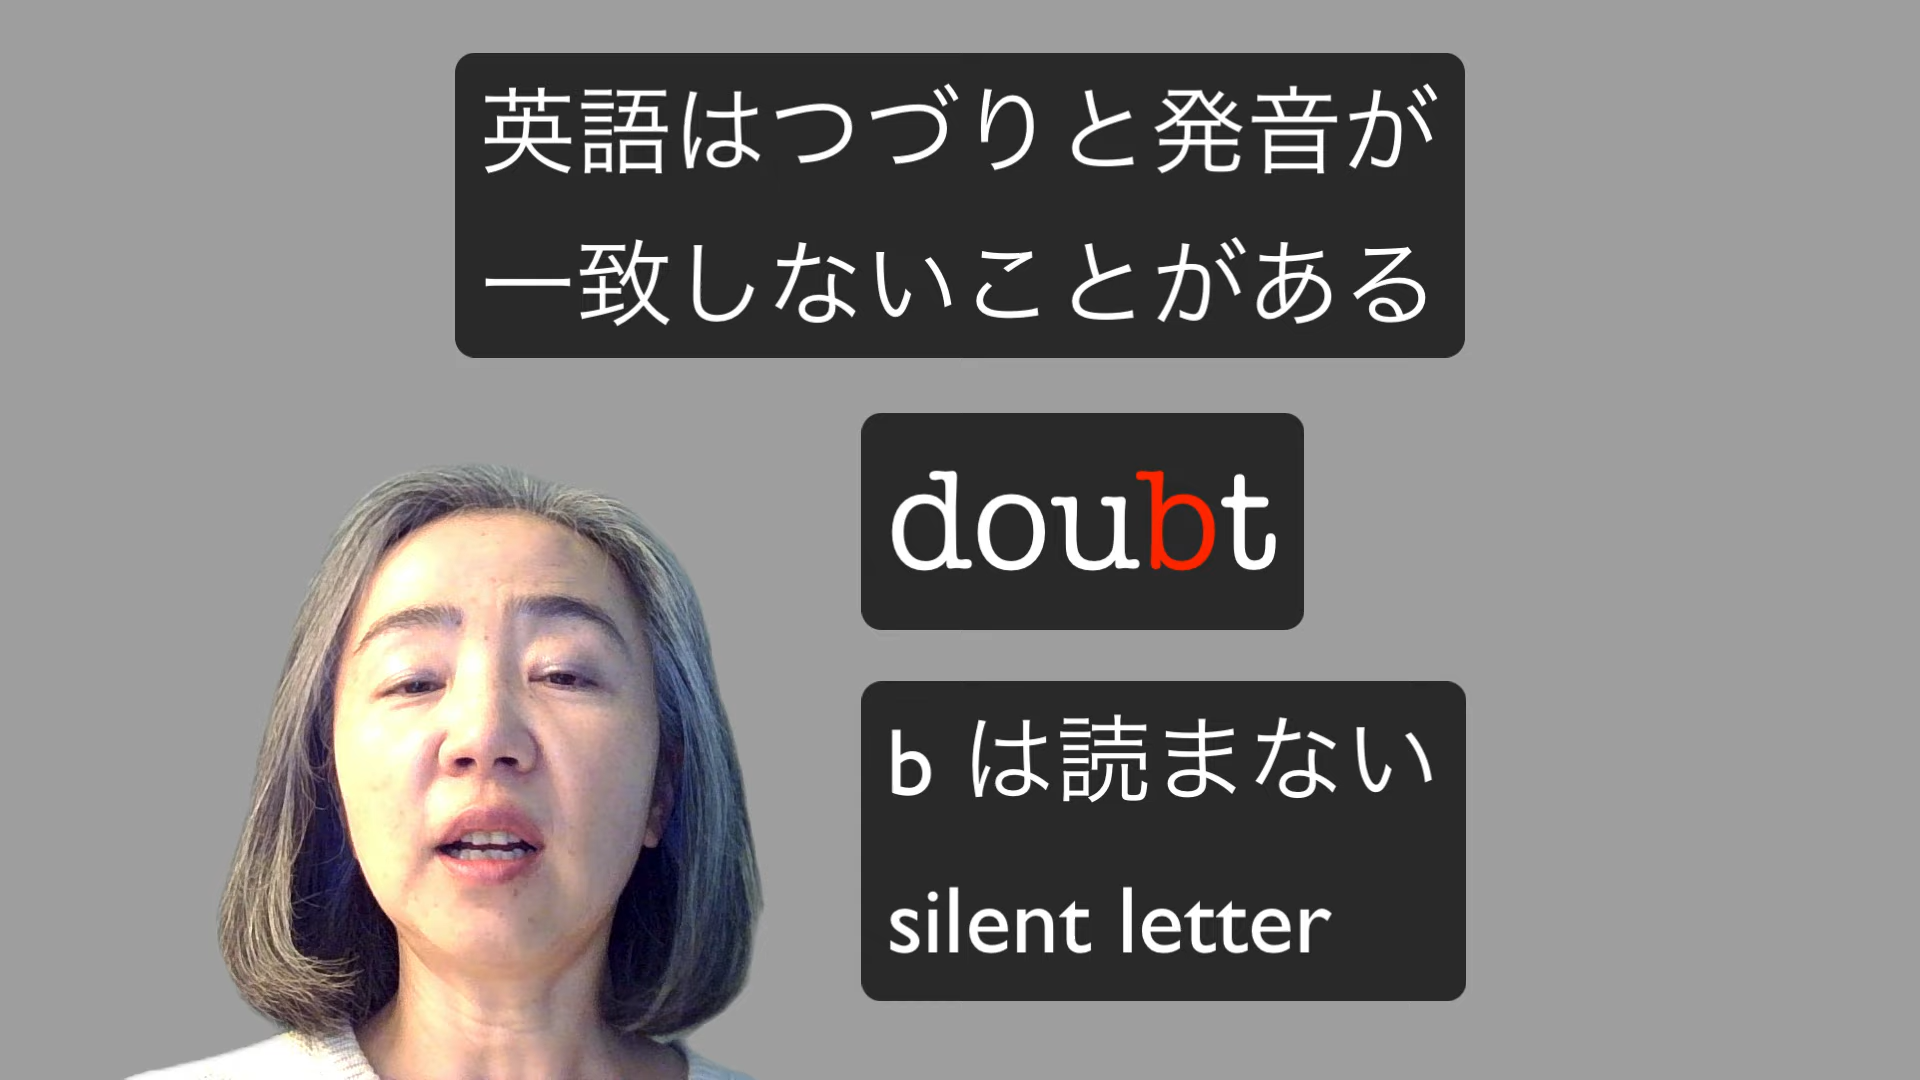 英語はつづりと発音が
一致しないことがある
doubt
b は読まない
silent letter